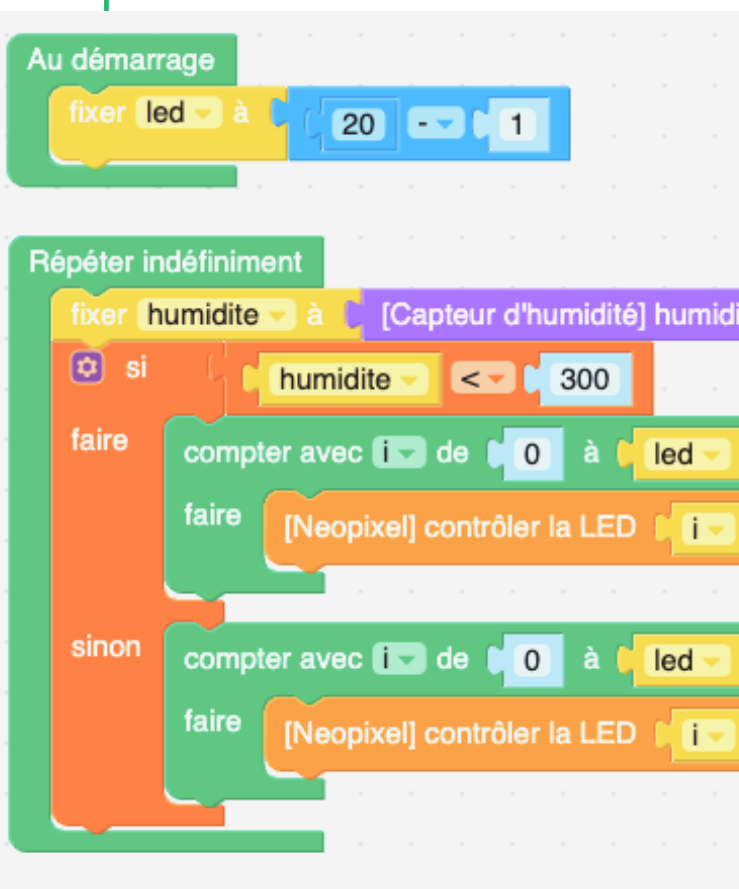 Au démarrage
fixer led à 20 - 1
Répéter indéfiniment
fixer humidite à [Capteur d'humidité] humidi
si humidite < 300
faire compter avec i de 0 à led
faire [Neopixel] contrôler la LED i
sinon compter avec i de 0 à led
faire [Neopixel] contrôler la LED i